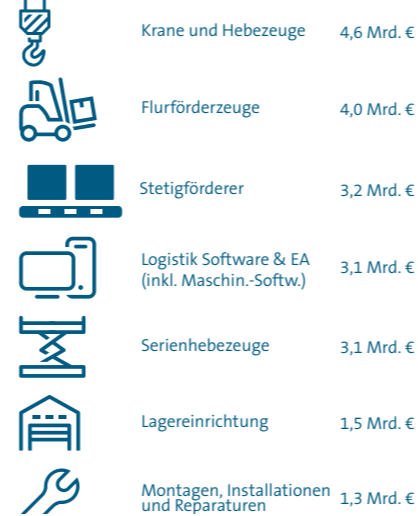 Krane und Hebezeuge 4,6 Mrd. €
Flurförderzeuge 4,0 Mrd. €
Stetigförderer 3,2 Mrd. €
Logistik Software & EA
(inkl. Maschin.-Softw.) 3,1 Mrd. €
Serienhebezeuge 3,1 Mrd. €
Lagereinrichtung 1,5 Mrd. €
Montagen, Installationen
und Reparaturen 1,3 Mrd. €